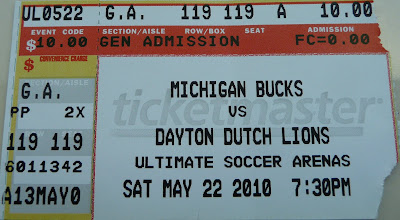 UL0522 G.A. 119 119 A 10.00
EVENT CODE SECTION/AISLE ROW/BOX SEAT ADMISSION
$10.00 GEN ADMISSION FC=0.00
$ CONVENIENCE CHARGE
SECTION/AISLE
G.A.
PP 2X
119 119
6011342
A13MAY0
ticketmaster
MICHIGAN BUCKS
VS
DAYTON DUTCH LIONS
ULTIMATE SOCCER ARENAS
SAT MAY 22 2010 7:30PM